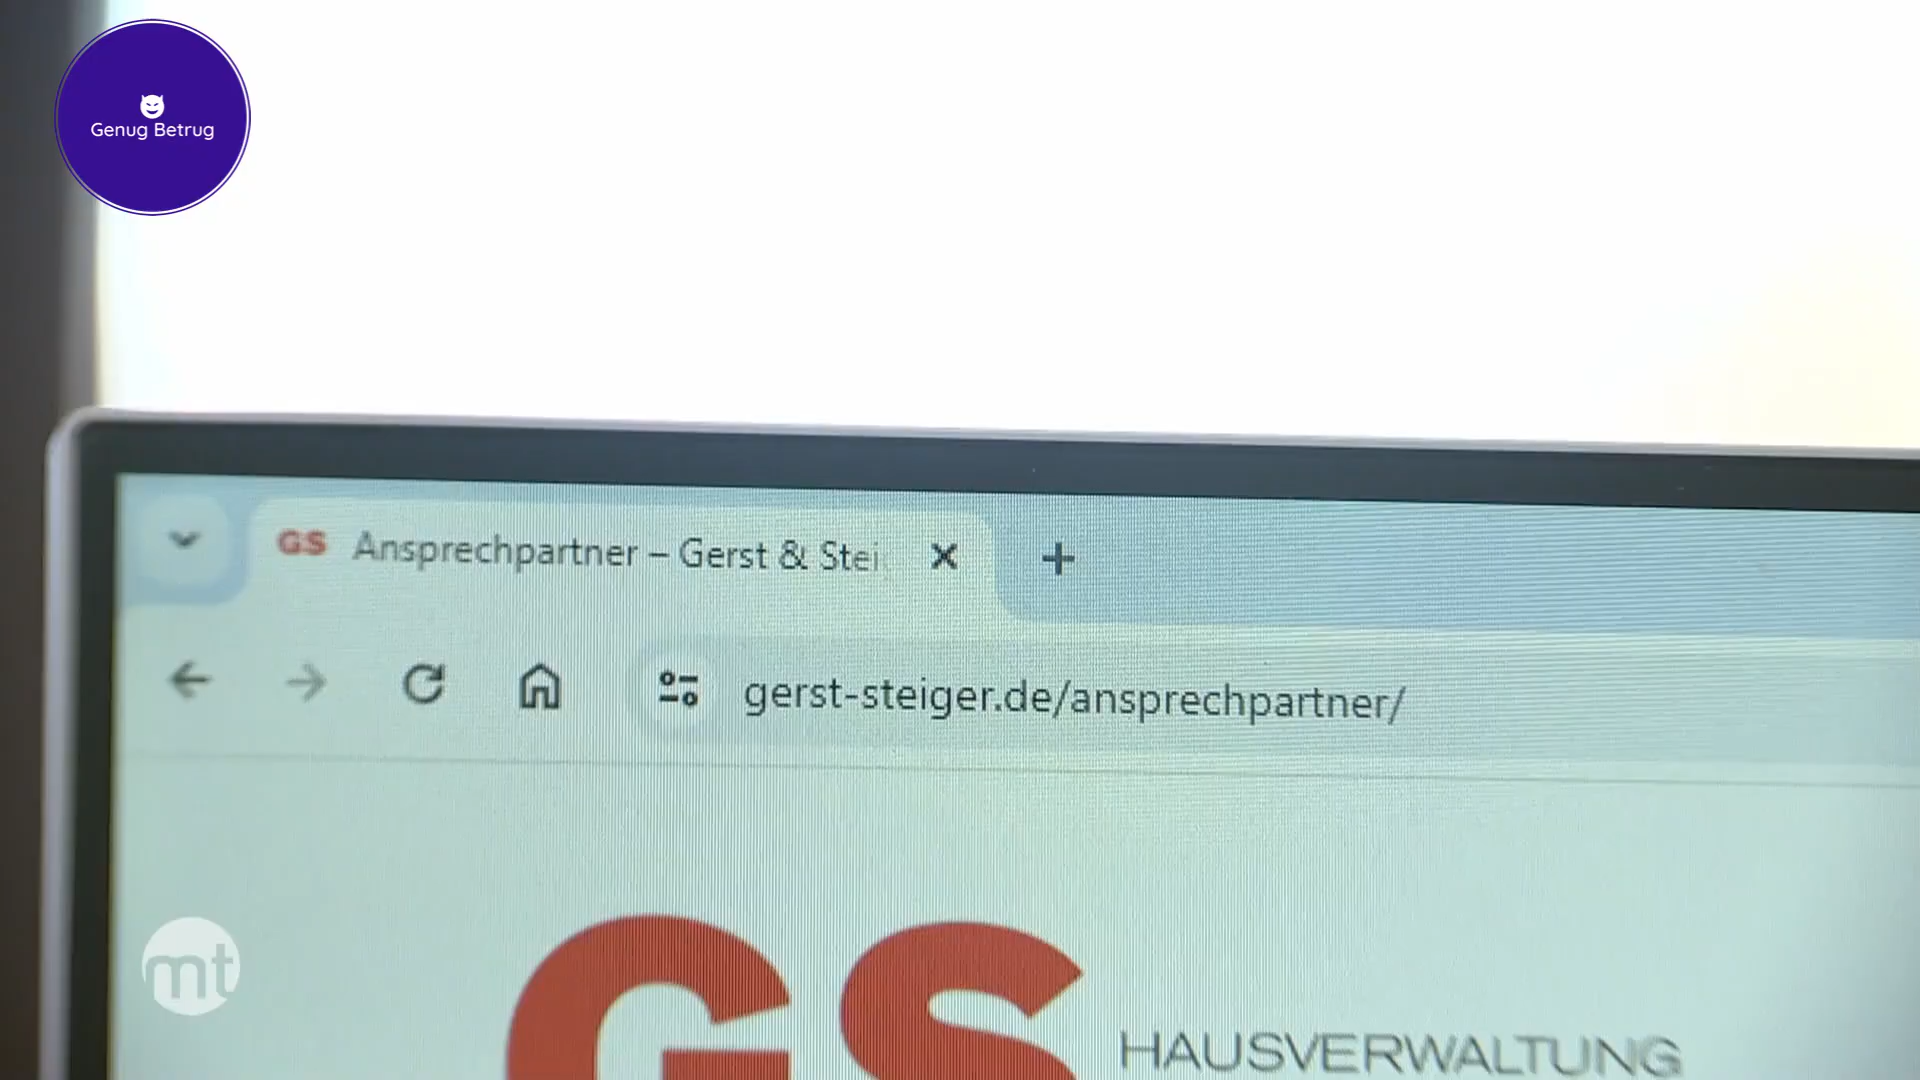 Genug Betrug
GS Ansprechpartner – Gerst & Stei
gerst-steiger.de/ansprechpartner/
GS
HAUSVERWALTUNG
mt